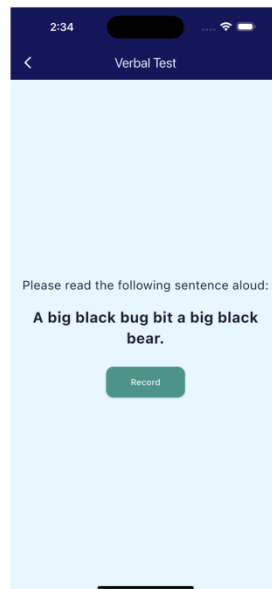 2:34
Verbal Test
Please read the following sentence aloud:
A big black bug bit a big black
bear.
Record